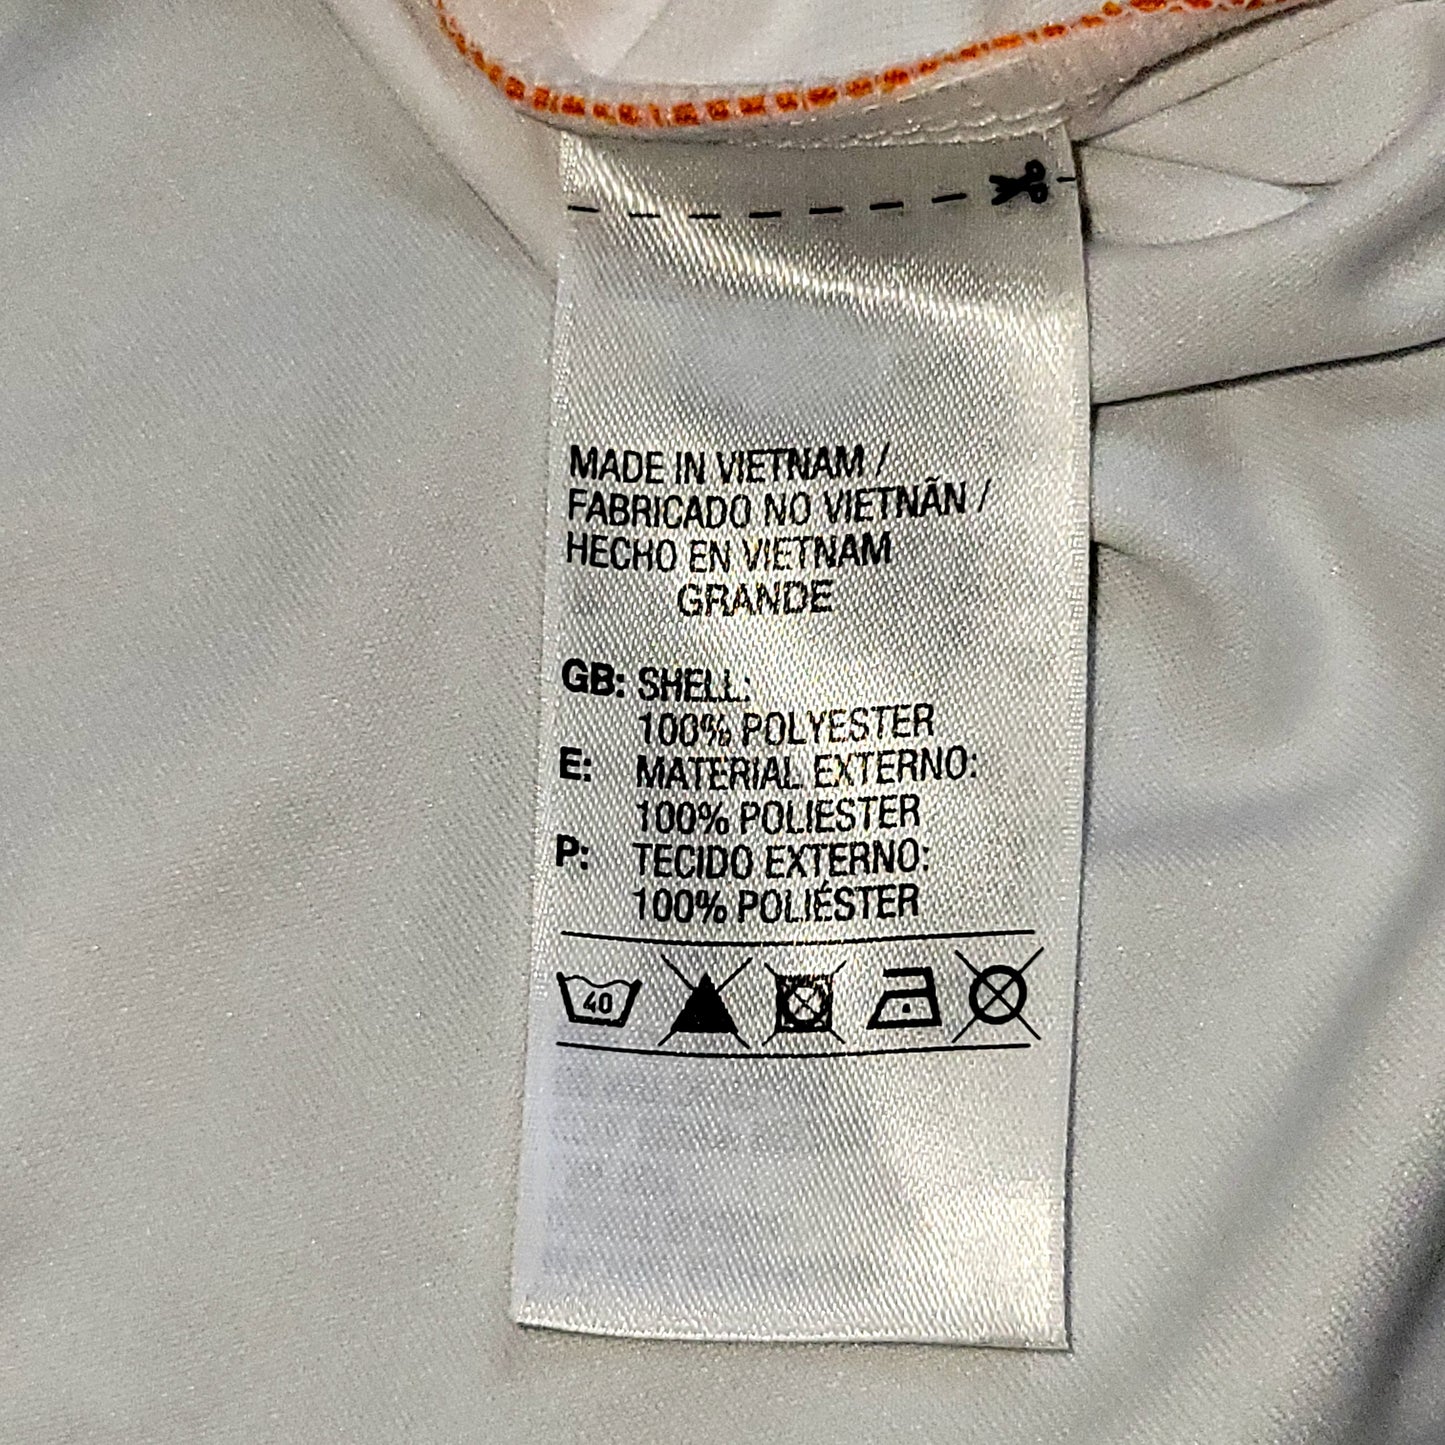 MADE IN VIETNAM /
FABRICADO NO VIETNÃN /
HECHO EN VIETNAM
GRANDE
GB: SHELL:
100% POLYESTER
E: MATERIAL EXTERNO:
100% POLIESTER
P: TECIDO EXTERNO:
100% POLIÉSTER
40